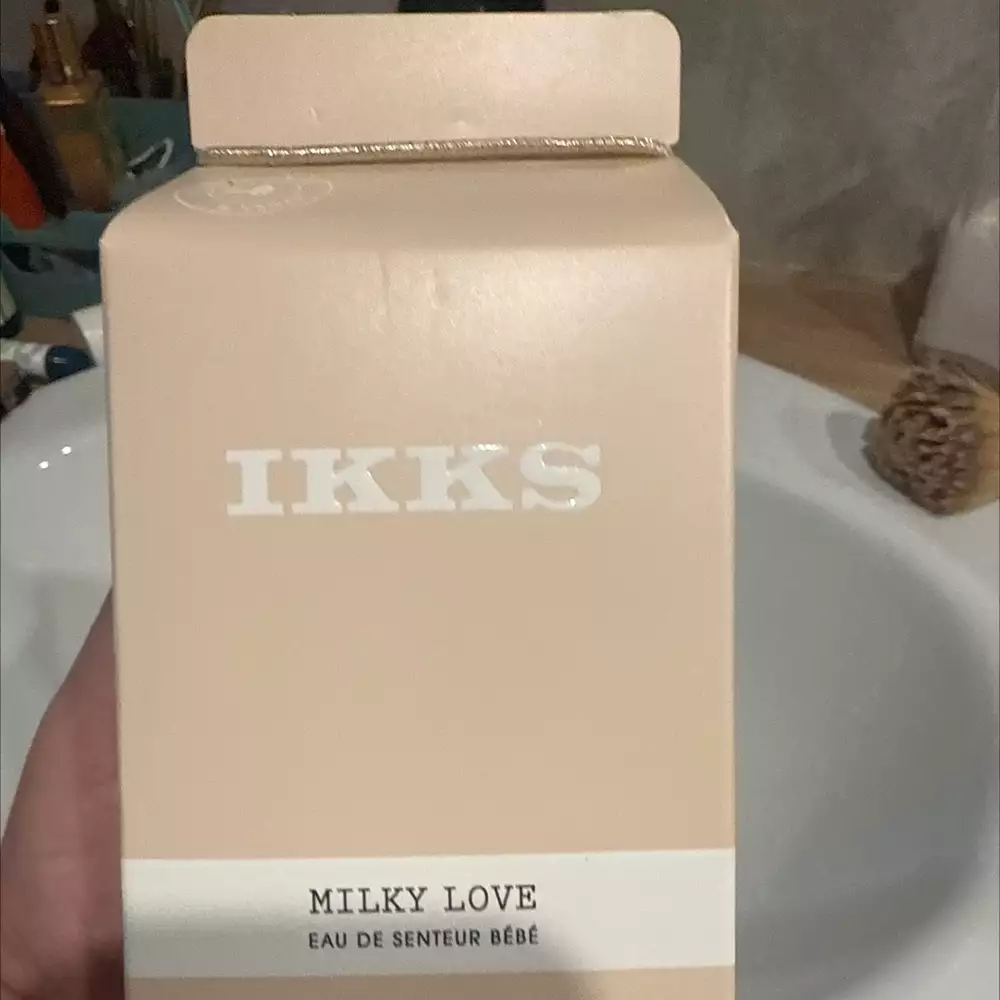 IKKS
MILKY LOVE
EAU DE SENTEUR BÉBÉ